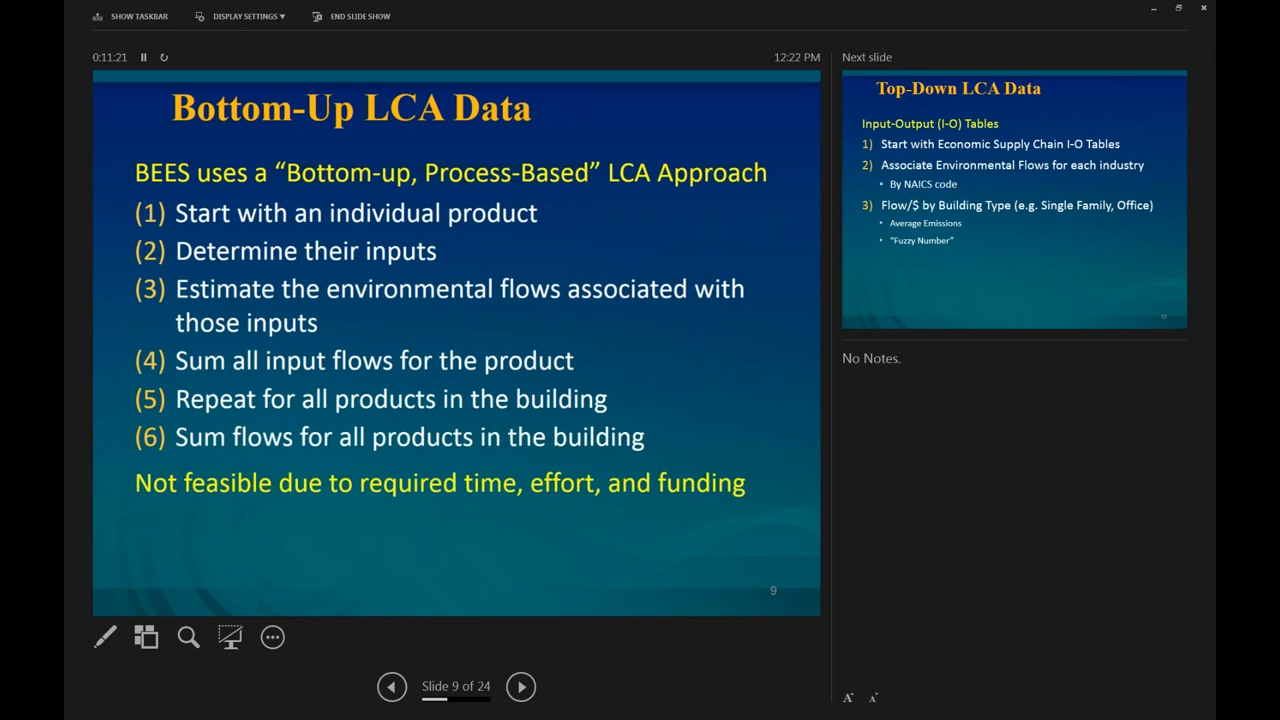 SHOW TASKBAR
DISPLAY SETTINGS ▾
END SLIDE SHOW
0:11:21
12:22 PM
Bottom-Up LCA Data
BEES uses a “Bottom-up, Process-Based” LCA Approach
(1) Start with an individual product
(2) Determine their inputs
(3) Estimate the environmental flows associated with
those inputs
(4) Sum all input flows for the product
(5) Repeat for all products in the building
(6) Sum flows for all products in the building
Not feasible due to required time, effort, and funding
9
Slide 9 of 24
Next slide
Top-Down LCA Data
Input-Output (I-O) Tables
1) Start with Economic Supply Chain I-O Tables
2) Associate Environmental Flows for each industry
• By NAICS code
3) Flow/$ by Building Type (e.g. Single Family, Office)
• Average Emissions
• “Fuzzy Number”
10
No Notes.
A A